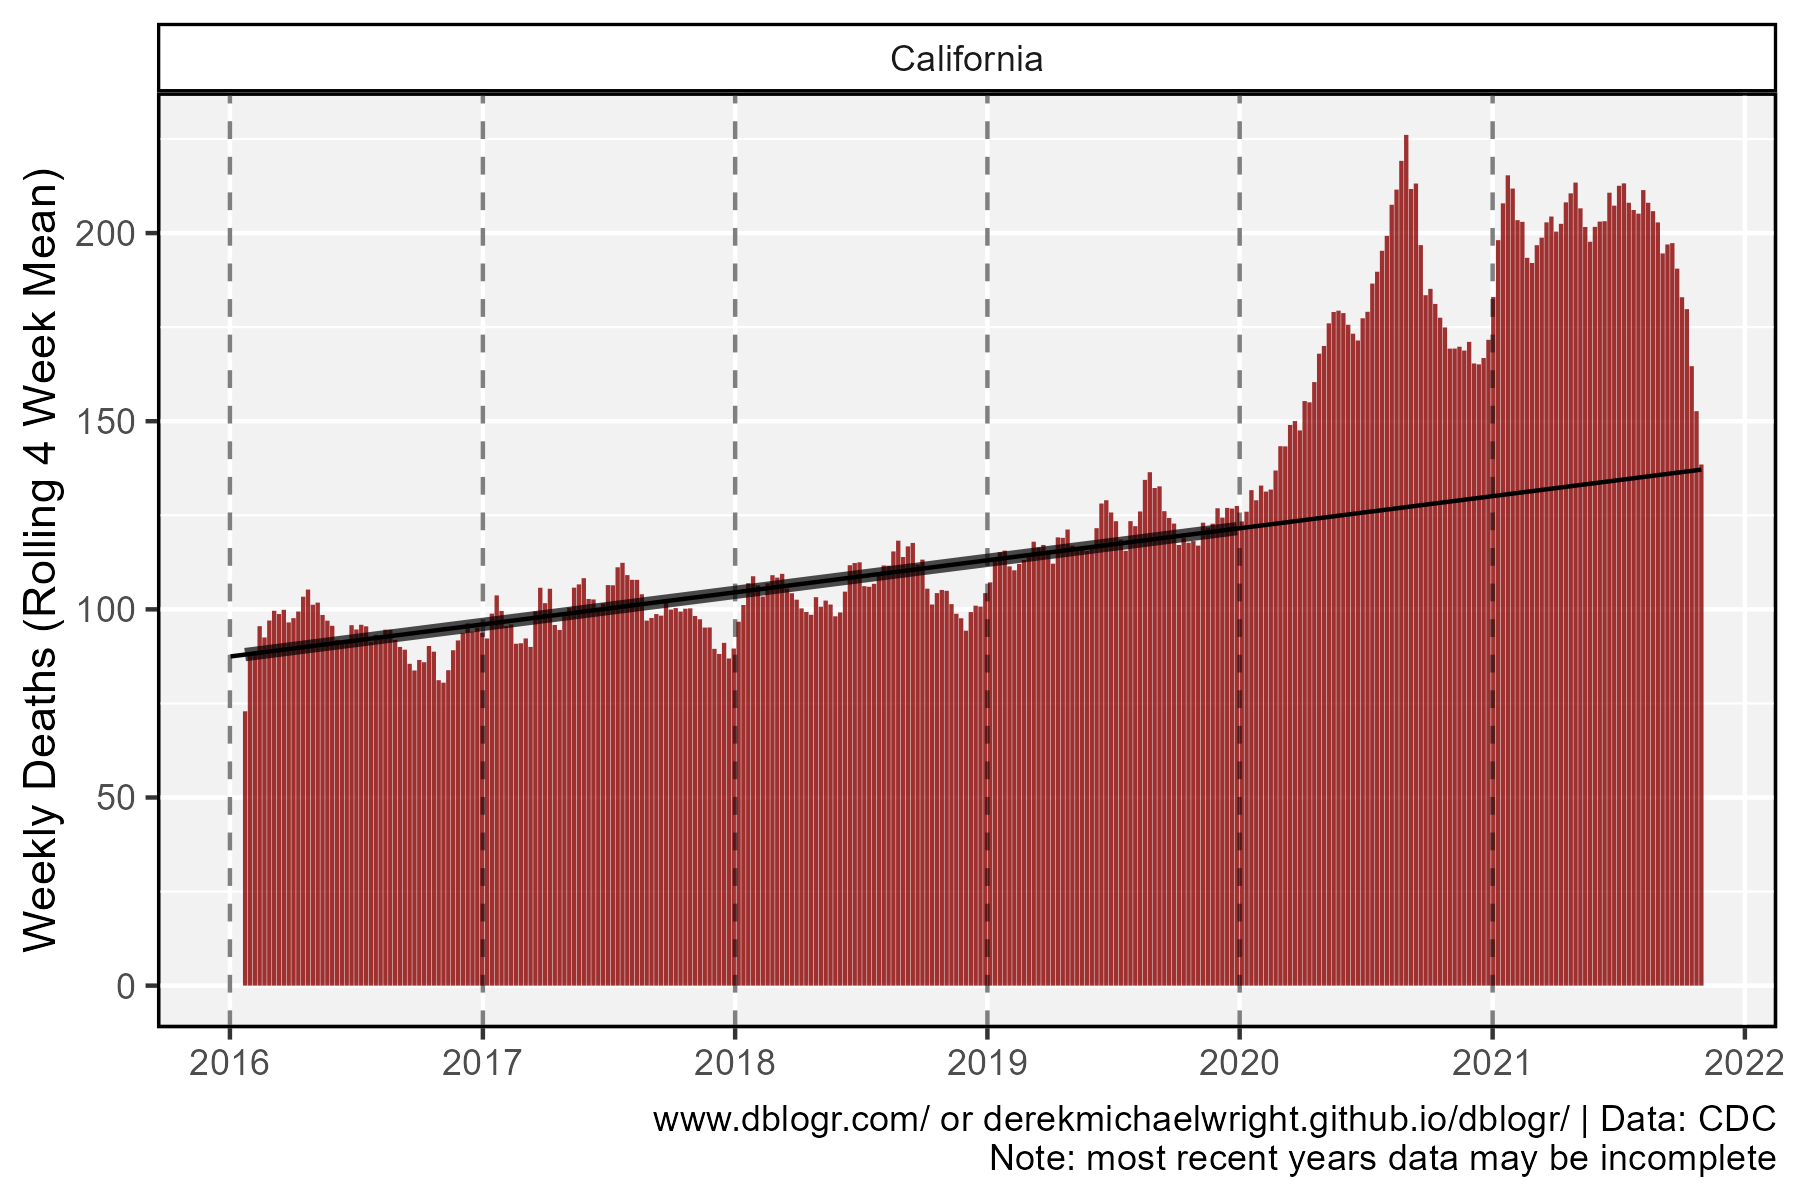 California
Weekly Deaths (Rolling 4 Week Mean)
200
150
100
50
0
2016 2017 2018 2019 2020 2021 2022
www.dblogr.com/ or derekmichaelwright.github.io/dblogr/ | Data: CDC
Note: most recent years data may be incomplete